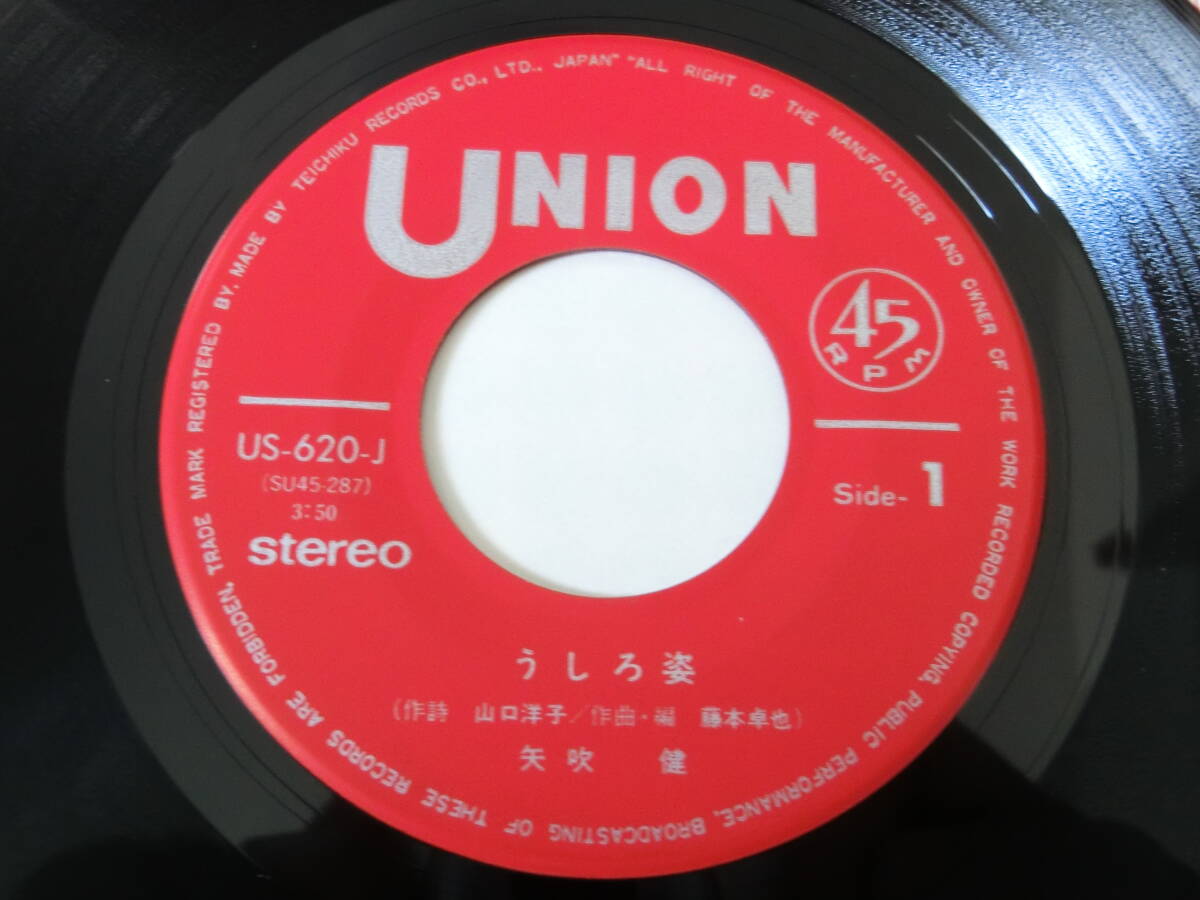 UNION
45
RPM
US-620-J
(SU45-287)
3:50
stereo
Side-1
うしろ姿
(作詩 山口洋子/作曲・編 藤本卓也)
矢吹 健
TRADE MARK REGISTERED BY, MADE BY TEICHIKU RECORDS CO., LTD., JAPAN" "ALL RIGHT OF THE MANUFACTURER AND OWNER OF THE WORK RECORDED COPYING, PUBLIC PERFORMANCE, BROADCASTING OF THESE RECORDS ARE FORBIDDEN,